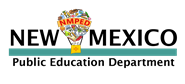 NMPED
NEW MEXICO
Public Education Department